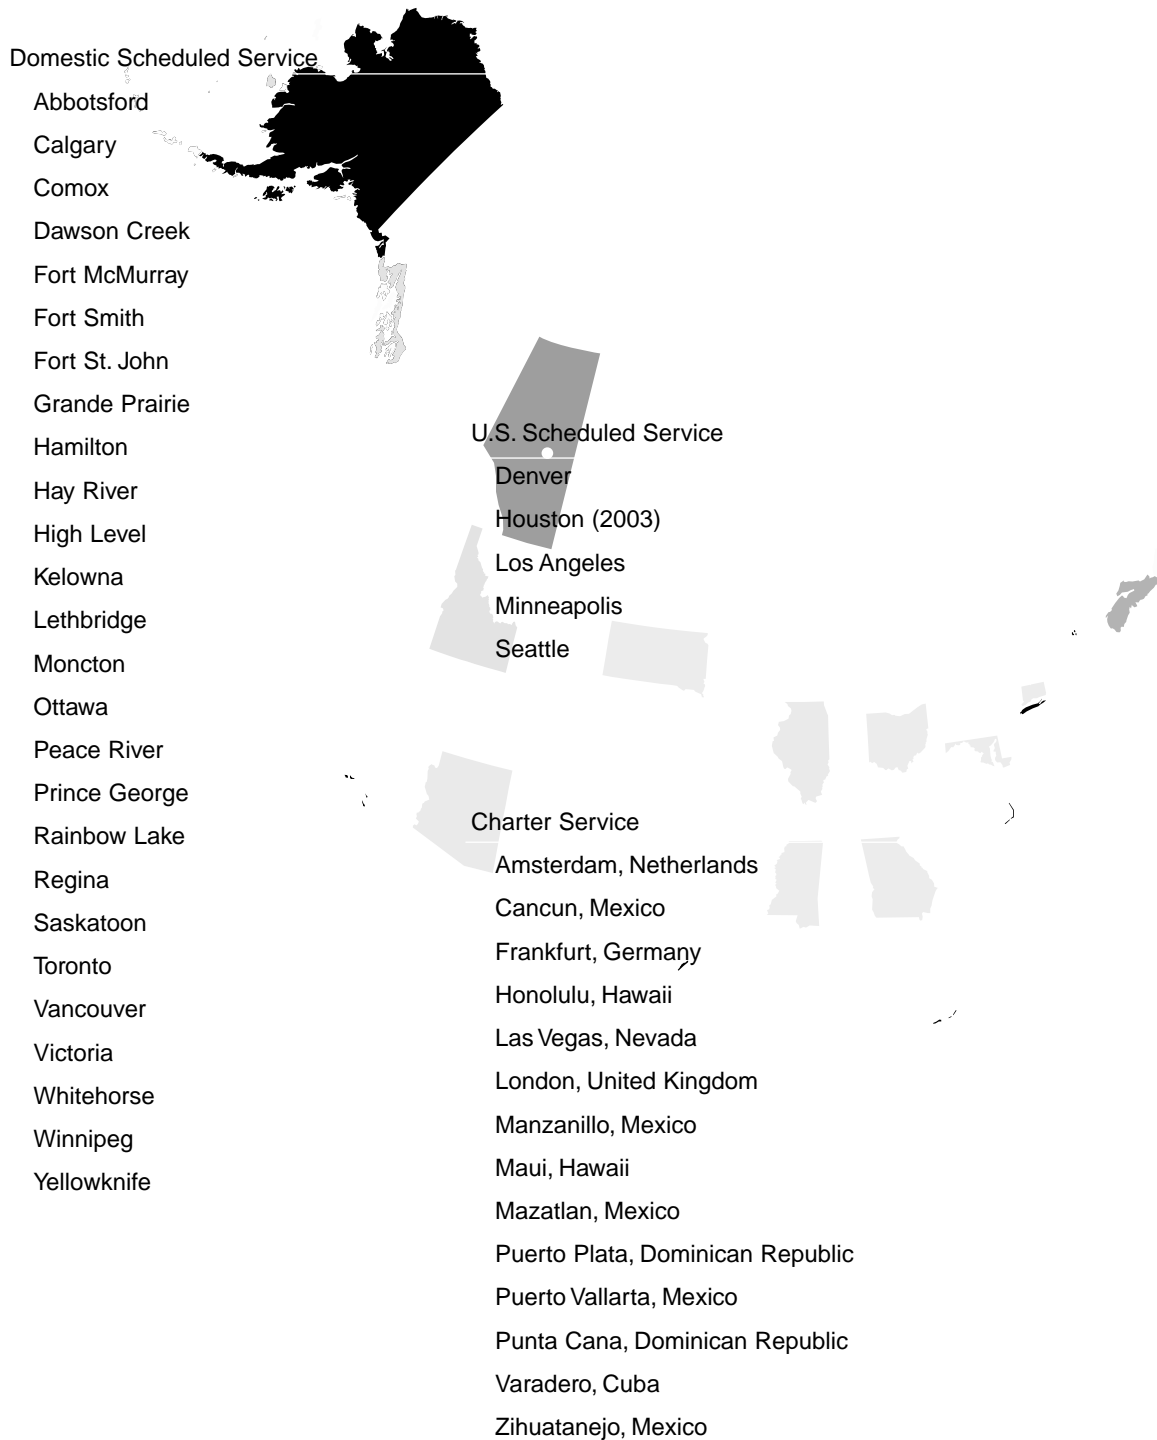 Domestic Scheduled Service
Abbotsford
Calgary
Comox
Dawson Creek
Fort McMurray
Fort Smith
Fort St. John
Grande Prairie
Hamilton
Hay River
High Level
Kelowna
Lethbridge
Moncton
Ottawa
Peace River
Prince George
Rainbow Lake
Regina
Saskatoon
Toronto
Vancouver
Victoria
Whitehorse
Winnipeg
Yellowknife
U.S. Scheduled Service
Denver
Houston (2003)
Los Angeles
Minneapolis
Seattle
Charter Service
Amsterdam, Netherlands
Cancun, Mexico
Frankfurt, Germany
Honolulu, Hawaii
Las Vegas, Nevada
London, United Kingdom
Manzanillo, Mexico
Maui, Hawaii
Mazatlan, Mexico
Puerto Plata, Dominican Republic
Puerto Vallarta, Mexico
Punta Cana, Dominican Republic
Varadero, Cuba
Zihuatanejo, Mexico